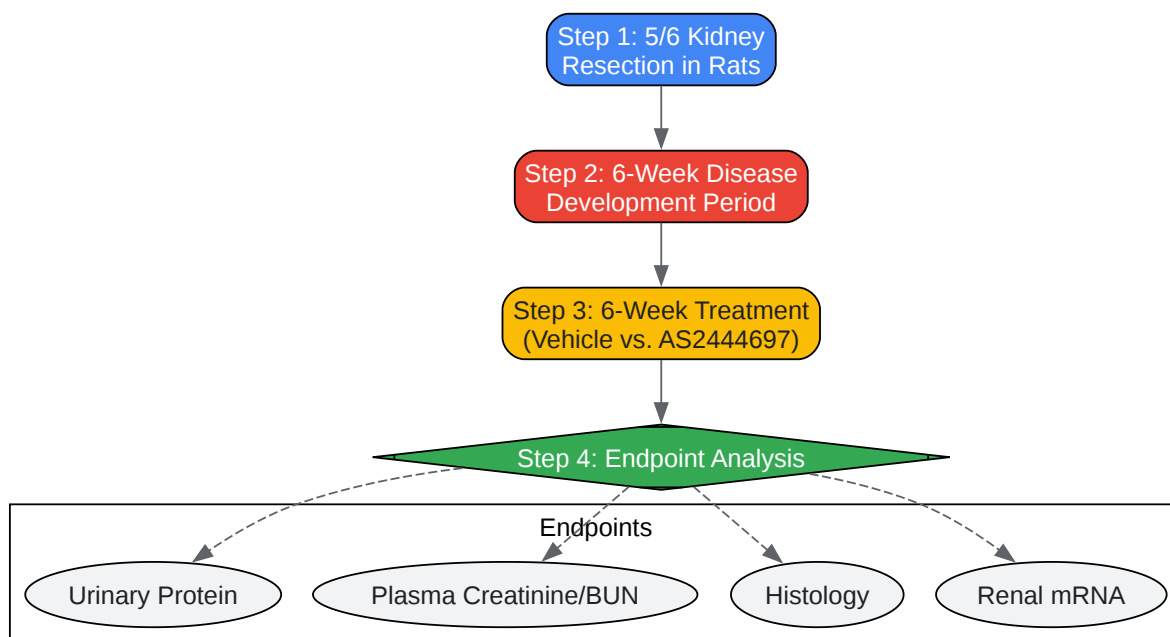 Step 1: 5/6 Kidney
Resection in Rats
Step 2: 6-Week Disease
Development Period
Step 3: 6-Week Treatment
(Vehicle vs. AS2444697)
Step 4: Endpoint Analysis
Endpoints
Urinary Protein
Plasma Creatinine/BUN
Histology
Renal mRNA